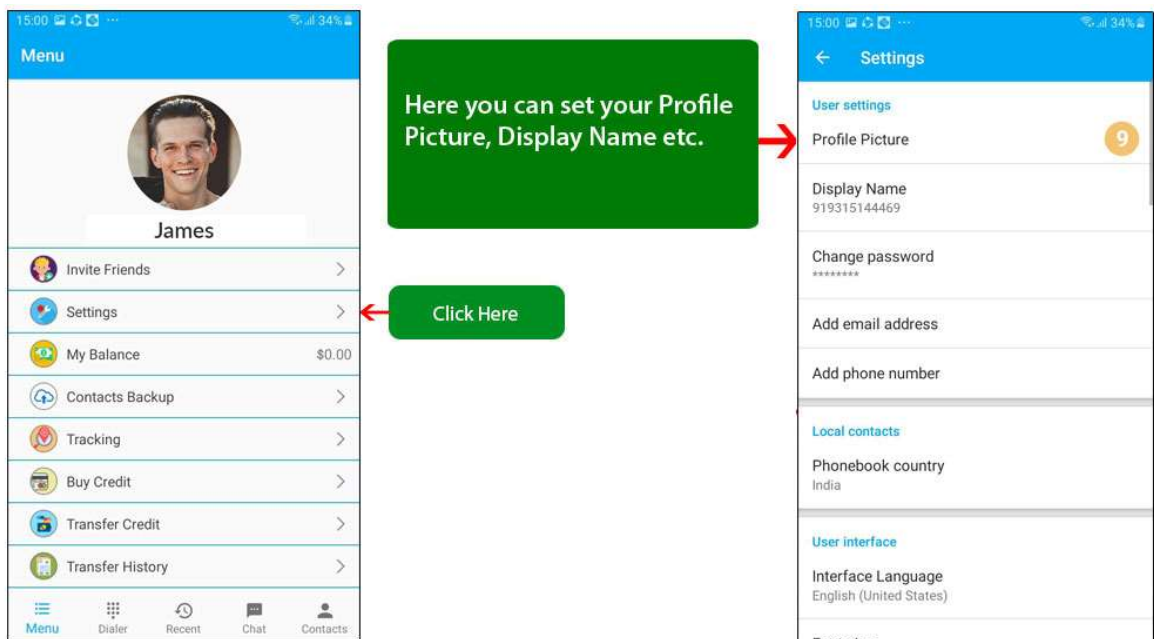 15:00 ...
34%
Menu
James
Invite Friends
Settings
My Balance $0.00
Contacts Backup
Tracking
Buy Credit
Transfer Credit
Transfer History
Menu Dialer Recent Chat Contacts
Here you can set your Profile
Picture, Display Name etc.
Click Here
15:00 ...
34%
Settings
User settings
Profile Picture
9
Display Name
919315144469
Change password
********
Add email address
Add phone number
Local contacts
Phonebook country
India
User interface
Interface Language
English (United States)